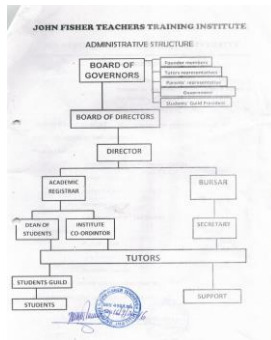 JOHN FISHER TEACHERS TRAINING INSTITUTE
ADMINISTRATIVE STRUCTURE
BOARD OF
GOVERNORS
Founder members
Tutors representatives
Parents' representative
Government
Students' Guild President
BOARD OF DIRECTORS
DIRECTOR
ACADEMIC
REGISTRAR
BURSAR
DEAN OF
STUDENTS
INSTITUTE
CO-ORDINTOR
SECRETARY
TUTORS
STUDENTS GUILD
STUDENTS
SUPPORT